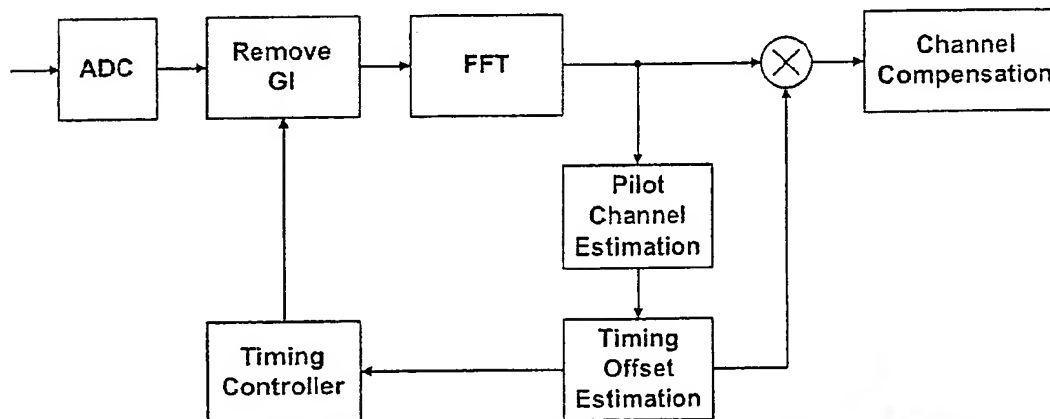 ADC
Remove
GI
FFT
Channel
Compensation
Pilot
Channel
Estimation
Timing
Controller
Timing
Offset
Estimation